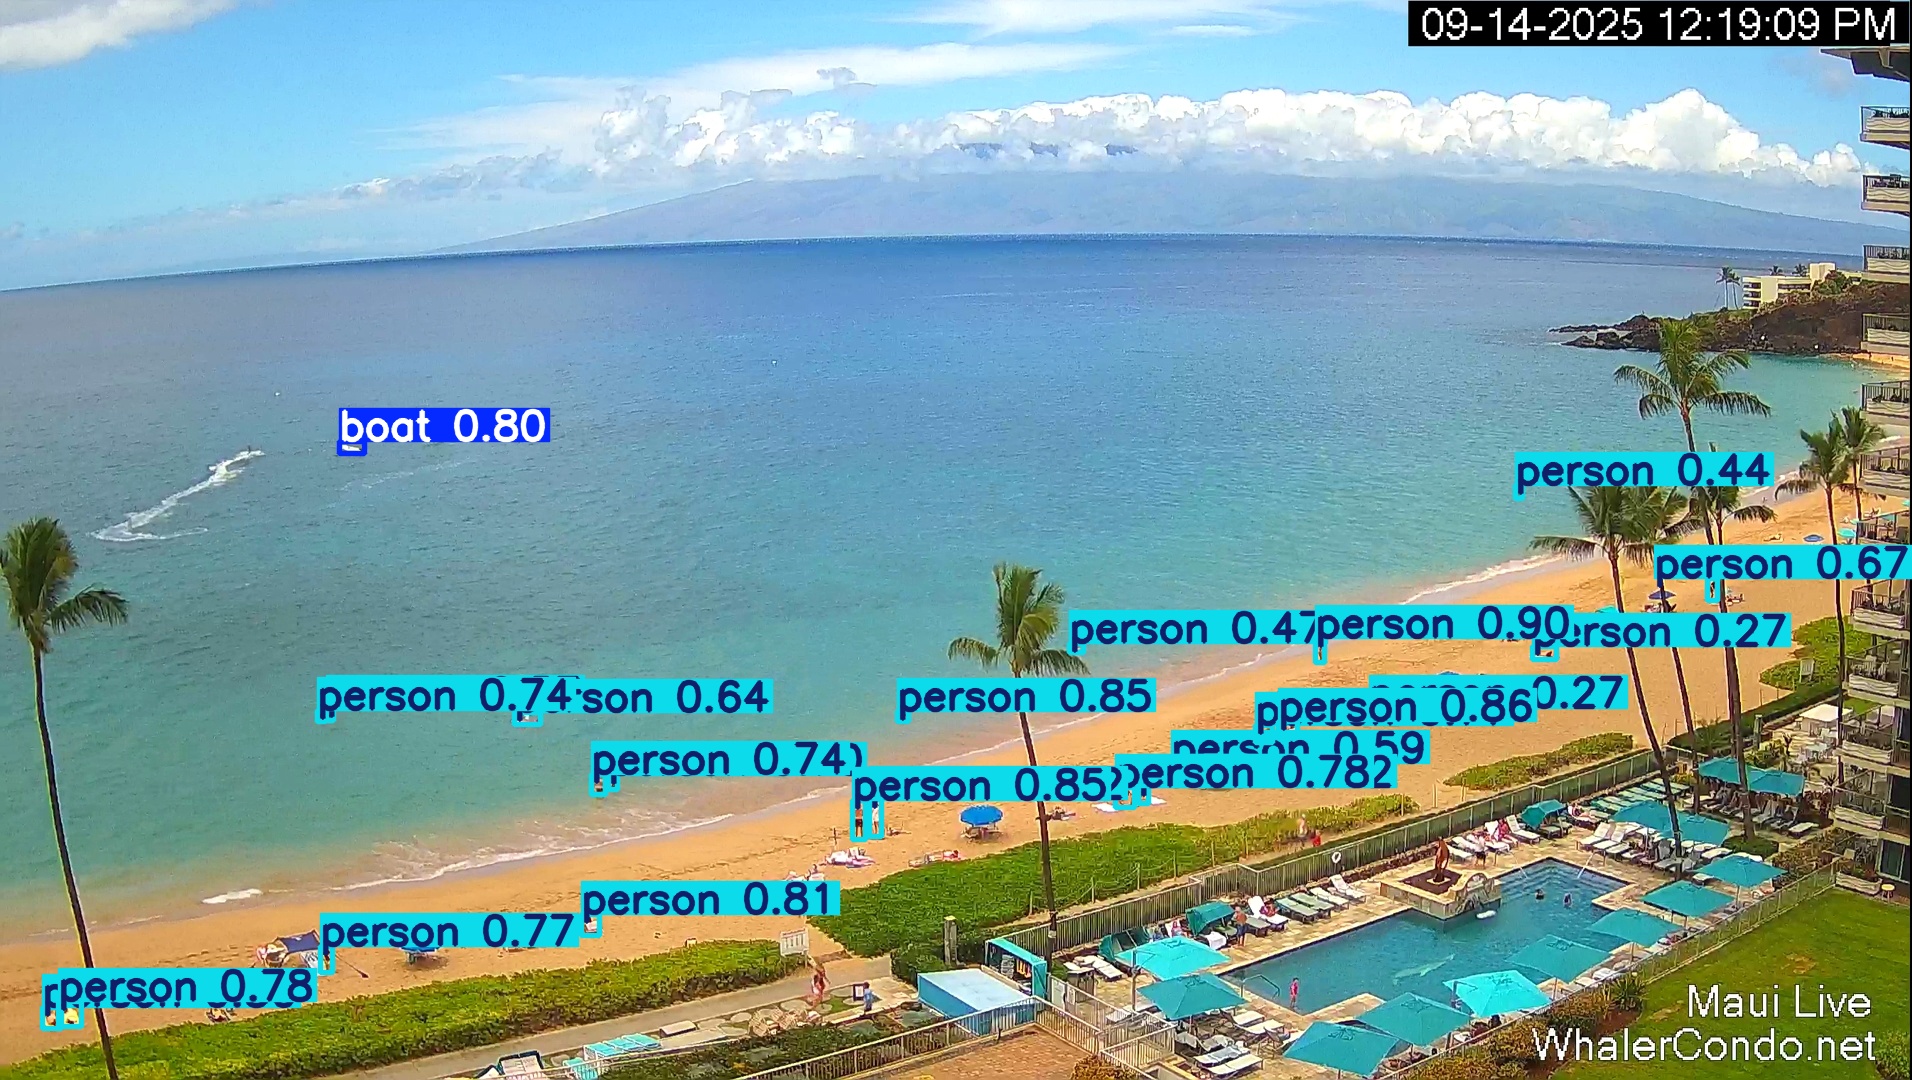 09-14-2025 12:19:09 PM
boat 0.80
person 0.44
person 0.67
person 0.47
person 0.90
person 0.27
person 0.74
son 0.64
person 0.85
person 0.86
0.27
person 0.59
person 0.74
person 0.85
person 0.782
person 0.81
person 0.77
person 0.78
Maui Live
WhalerCondo.net